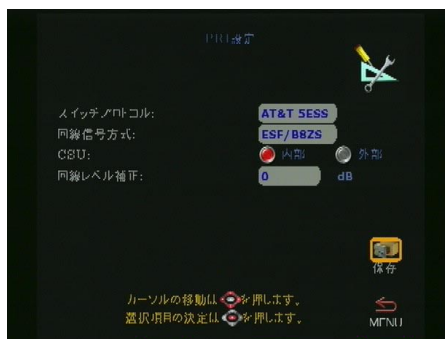 PRI設定
スイッチプロトコル:
AT&T 5ESS
回線信号方式:
ESF/B8ZS
CSU:
内部
外部
回線レベル補正:
0
dB
保存
カーソルの移動は を押します。
選択項目の決定は を押します。
MENU